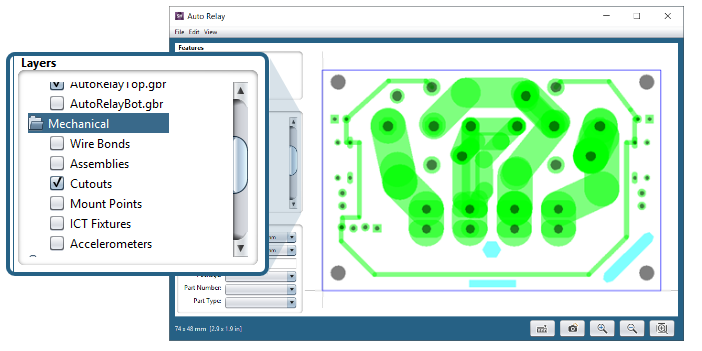 Auto Relay
File Edit View
Features
Layers
AutoRelayTop.gbr
AutoRelayBot.gbr
Mechanical
Wire Bonds
Assemblies
Cutouts
Mount Points
ICT Fixtures
Accelerometers
Part Number:
Part Type:
74 x 48 mm [2.9 x 1.9 in]